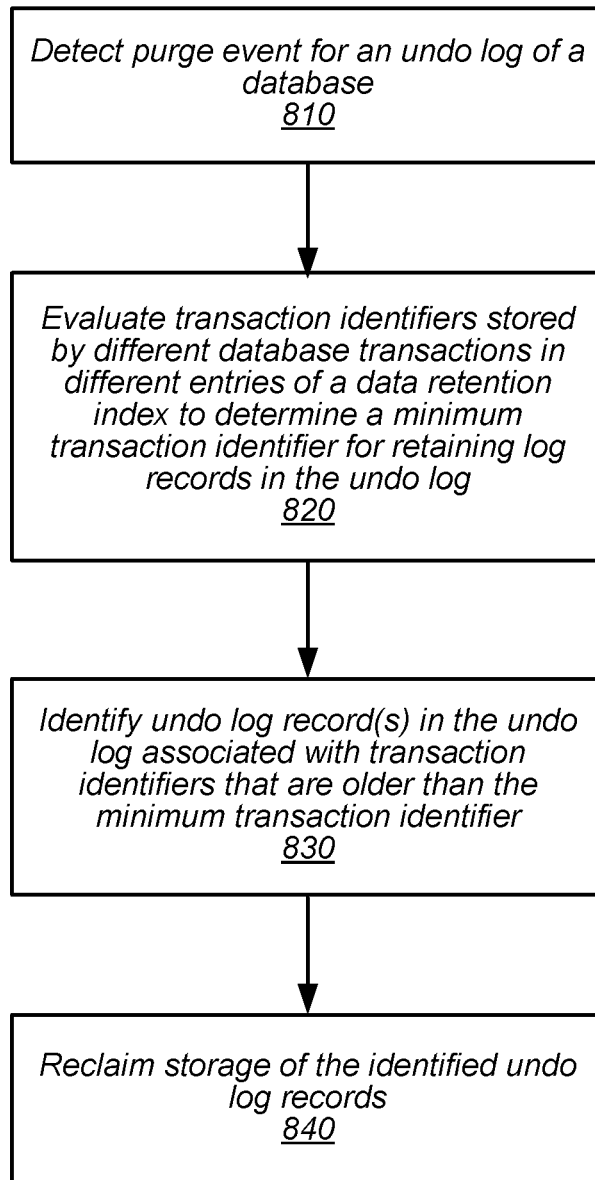 Detect purge event for an undo log of a
database
810
Evaluate transaction identifiers stored
by different database transactions in
different entries of a data retention
index to determine a minimum
transaction identifier for retaining log
records in the undo log
820
Identify undo log record(s) in the undo
log associated with transaction
identifiers that are older than the
minimum transaction identifier
830
Reclaim storage of the identified undo
log records
840